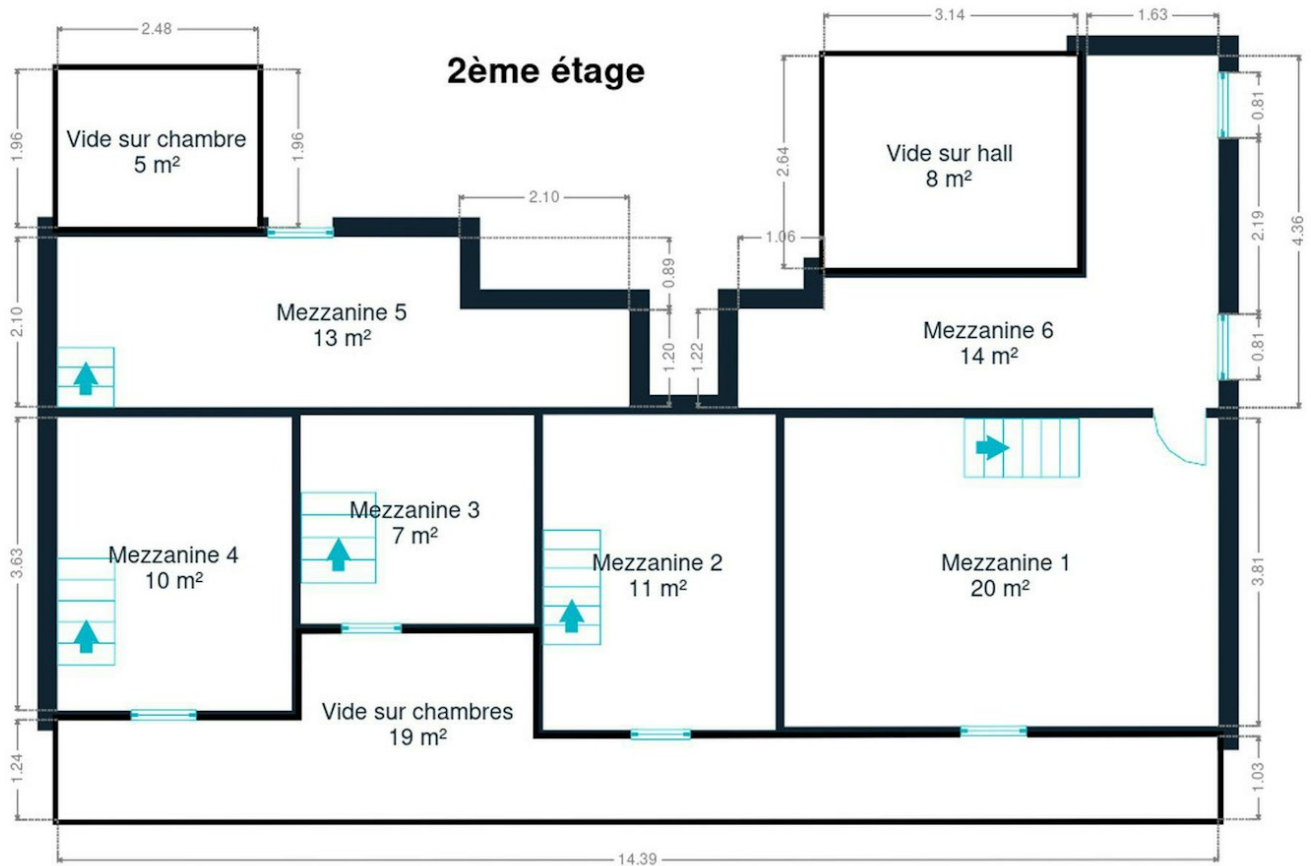 2.48
3.14
1.63
2ème étage
1.96
Vide sur chambre
5 m²
1.96
2.10
Vide sur hall
8 m²
2.64
1.06
0.81
2.19
4.36
0.89
2.10
Mezzanine 5
13 m²
1.20
1.22
Mezzanine 6
14 m²
0.81
Mezzanine 4
10 m²
3.63
Mezzanine 3
7 m²
Mezzanine 2
11 m²
Mezzanine 1
20 m²
3.81
Vide sur chambres
19 m²
1.24
1.03
14.39